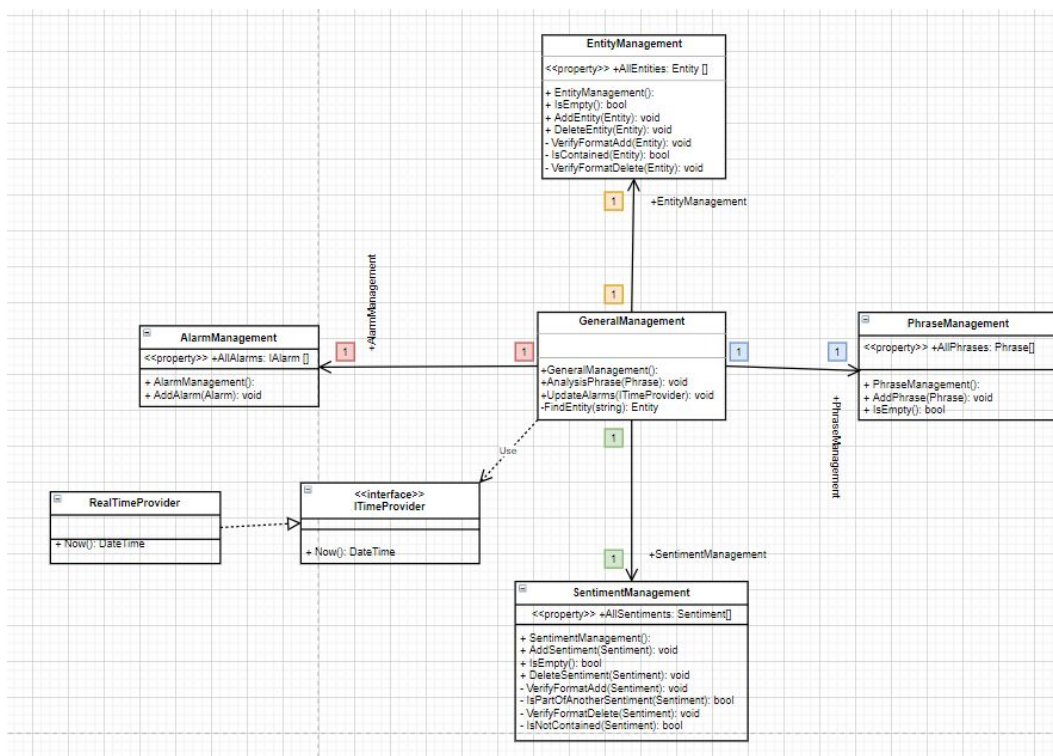 EntityManagement
<<property>> +AllEntities: Entity []
+ EntityManagement():
+ IsEmpty(): bool
+ AddEntity(Entity): void
+ DeleteEntity(Entity): void
- VerifyFormatAdd(Entity): void
- IsContained(Entity): bool
- VerifyFormatDelete(Entity): void
1
+EntityManagement
1
+AlarmManagement
AlarmManagement
<<property>> +AllAlarms: IAlarm []
+ AlarmManagement():
+ AddAlarm(Alarm): void
1
1
GeneralManagement
+GeneralManagement():
+AnalysisPhrase(Phrase): void
+UpdateAlarms(ITimeProvider): void
-FindEntity(string): Entity
1
1
PhraseManagement
<<property>> +AllPhrases: Phrase[]
+ PhraseManagement():
+ AddPhrase(Phrase): void
+ IsEmpty(): bool
+PhraseManagement
1
Use
RealTimeProvider
+ Now(): DateTime
<<interface>>
ITimeProvider
+ Now(): DateTime
1
+SentimentManagement
SentimentManagement
<<property>> +AllSentiments: Sentiment[]
+ SentimentManagement():
+ AddSentiment(Sentiment): void
+ IsEmpty(): bool
+ DeleteSentiment(Sentiment): void
- VerifyFormatAdd(Sentiment): void
- IsPartOfAnotherSentiment(Sentiment): bool
- VerifyFormatDelete(Sentiment): void
- IsNotContained(Sentiment): bool